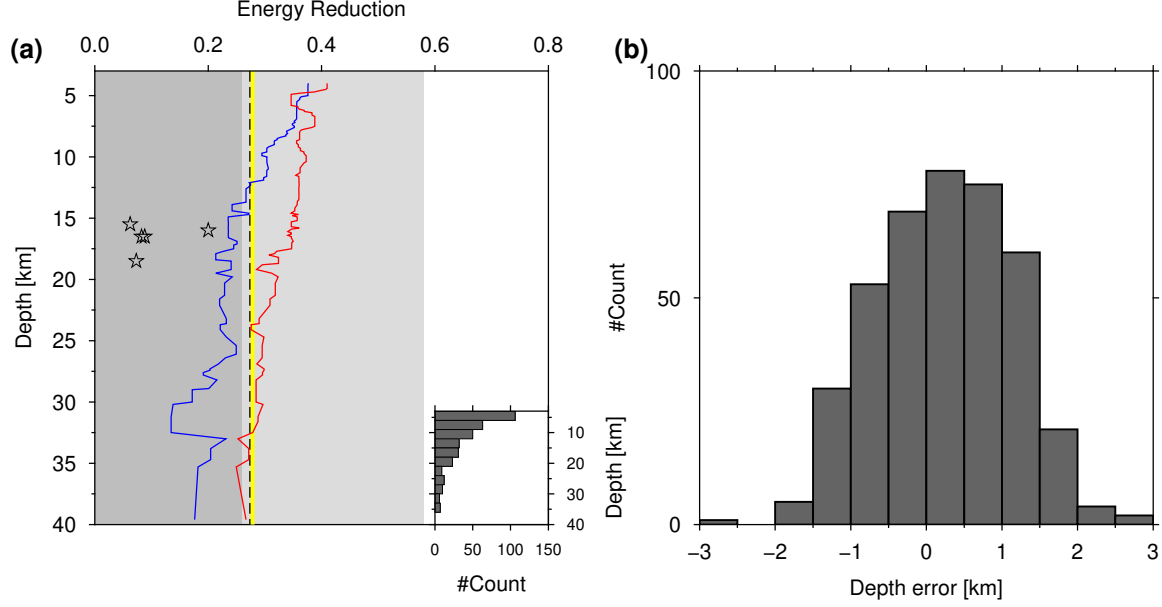 Energy Reduction
(a)
0.0 0.2 0.4 0.6 0.8
Depth [km]
5
10
15
20
25
30
35
40
Depth [km]
10
20
30
40
0 50 100 150
#Count
(b)
#Count
100
50
0
−3 −2 −1 0 1 2 3
Depth error [km]